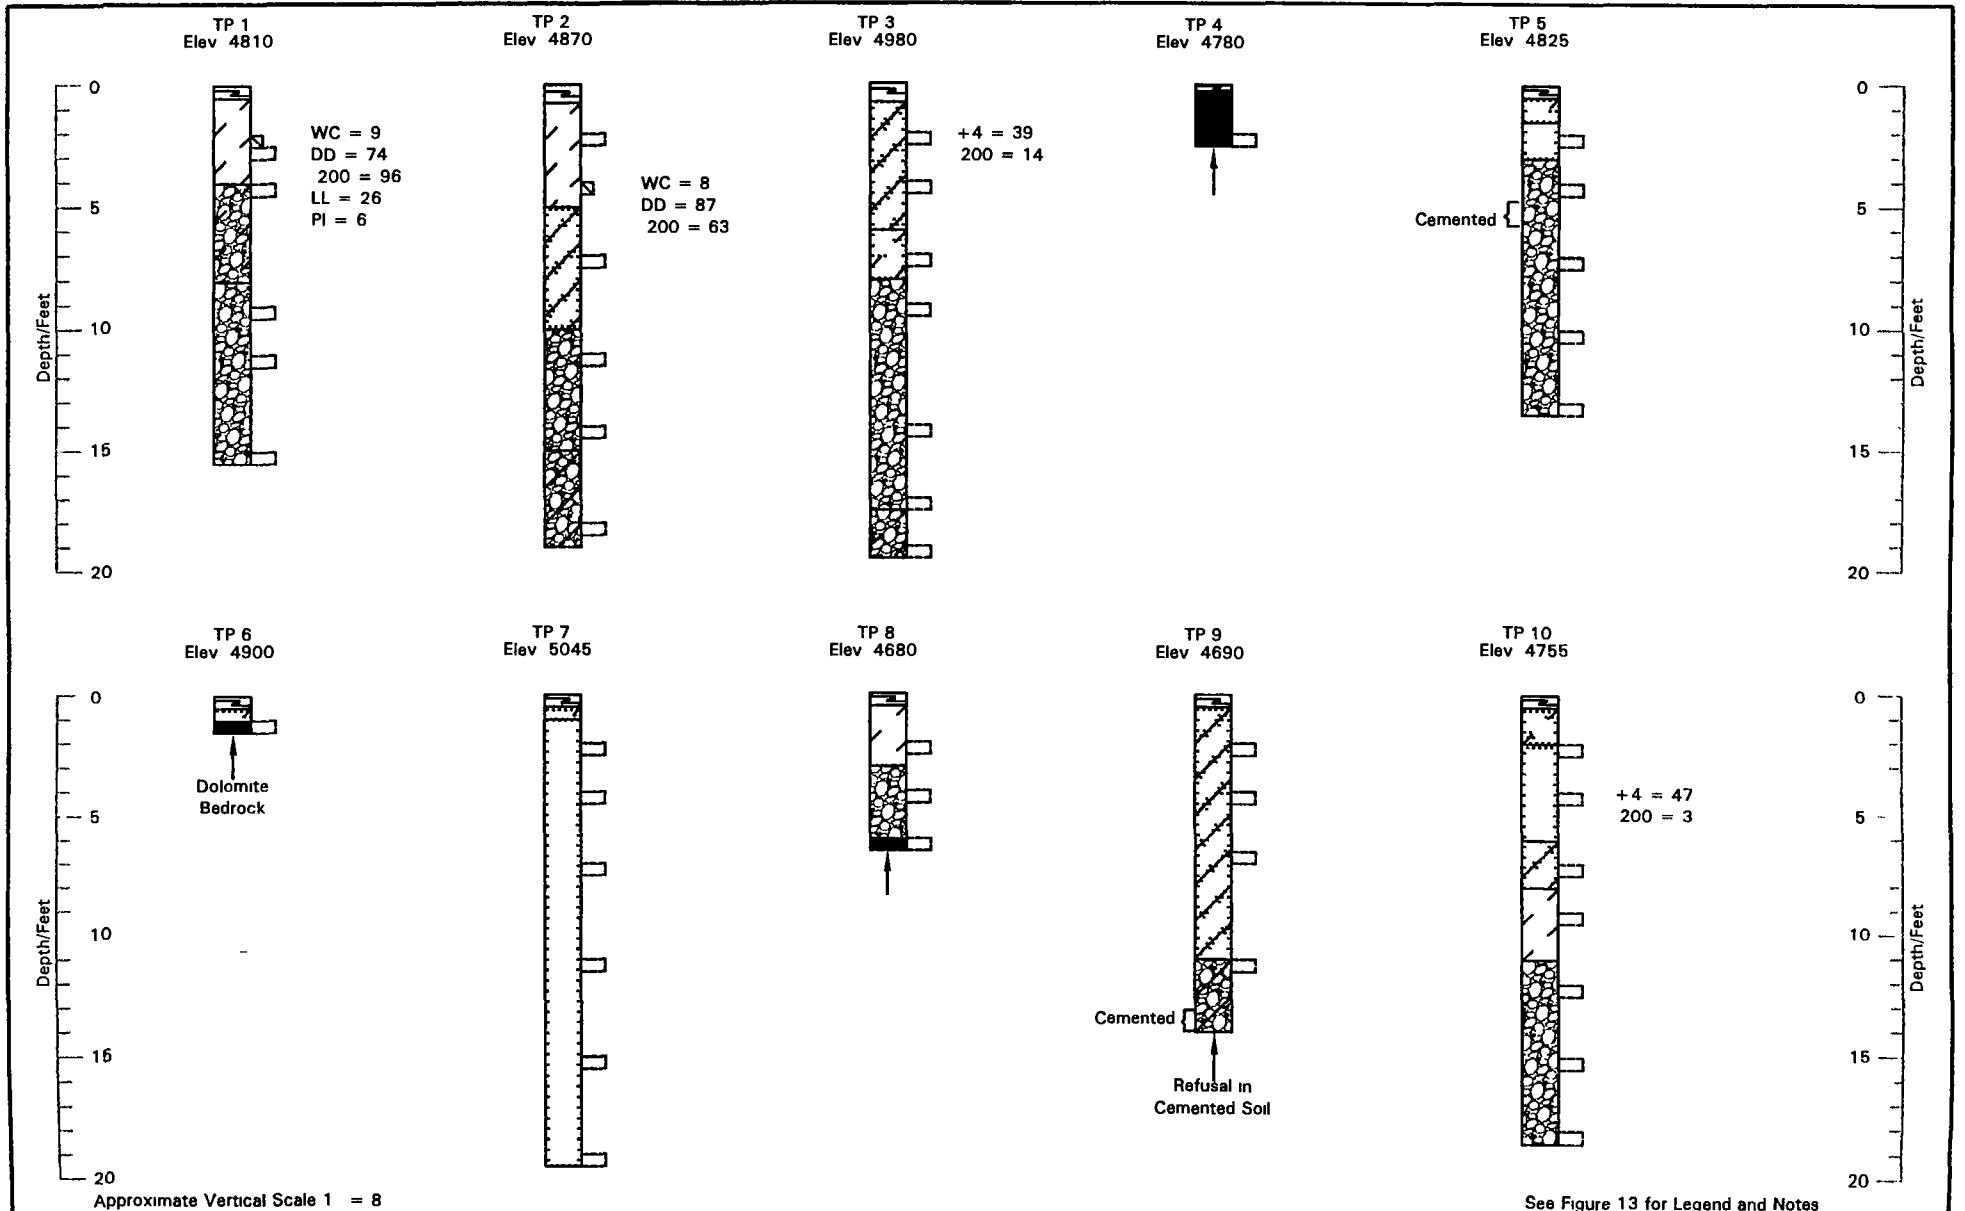 TP 1
Elev 4810
TP 2
Elev 4870
TP 3
Elev 4980
TP 4
Elev 4780
TP 5
Elev 4825
0
5
10
15
20
Depth/Feet
WC = 9
DD = 74
200 = 96
LL = 26
PI = 6
WC = 8
DD = 87
200 = 63
+4 = 39
200 = 14
Cemented
0
5
10
15
20
Depth/Feet
TP 6
Elev 4900
TP 7
Elev 5045
TP 8
Elev 4680
TP 9
Elev 4690
TP 10
Elev 4755
0
5
10
15
20
Depth/Feet
Dolomite
Bedrock
Cemented
Refusal in
Cemented Soil
+4 = 47
200 = 3
0
5
10
15
20
Depth/Feet
Approximate Vertical Scale 1 = 8
See Figure 13 for Legend and Notes